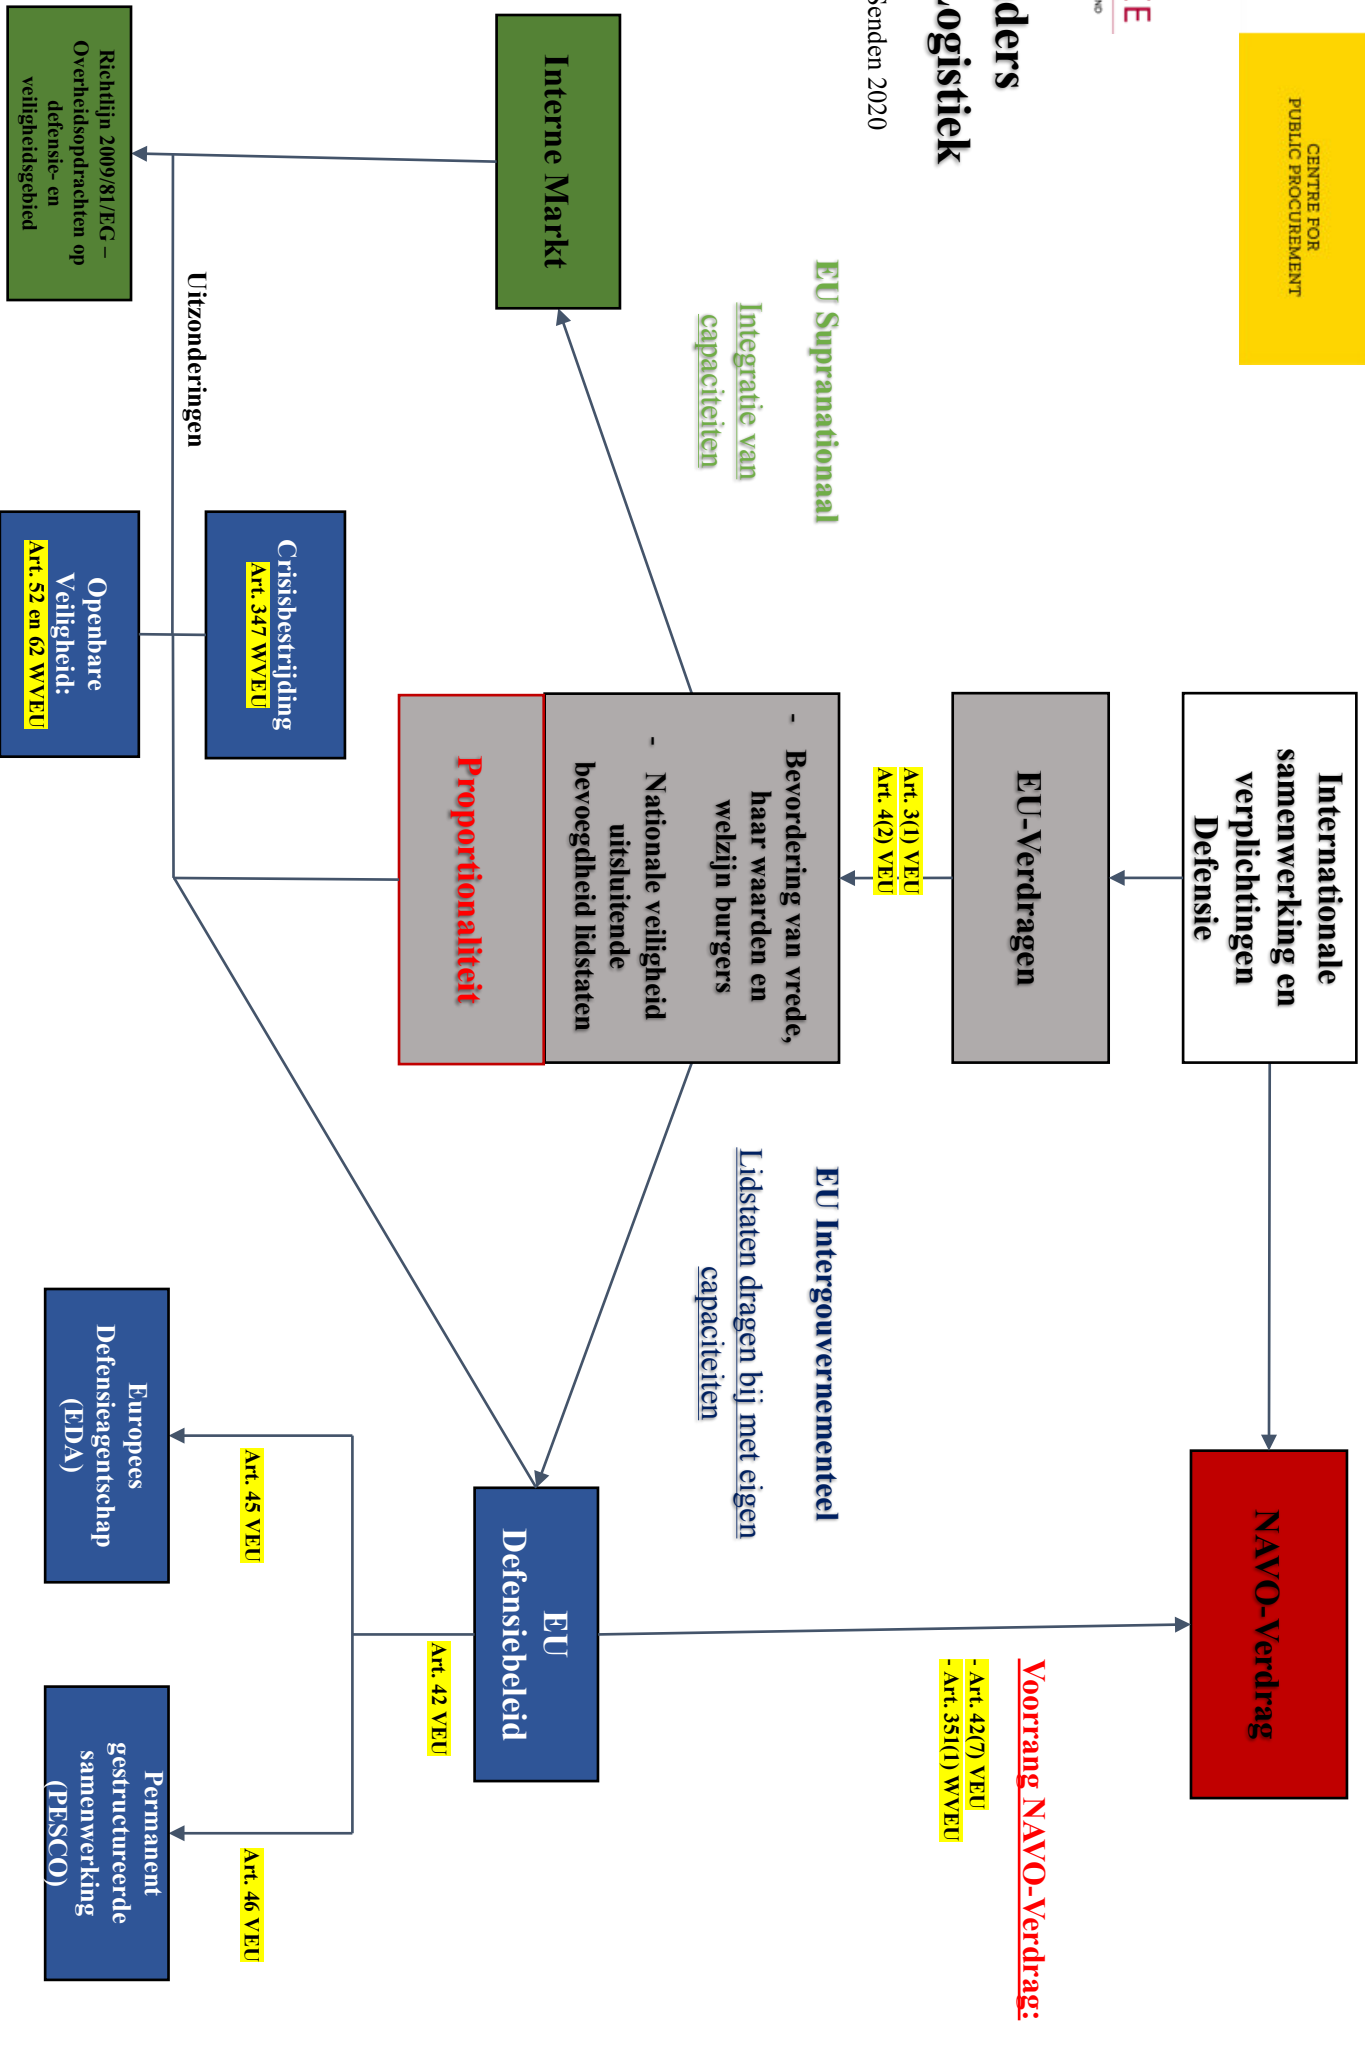 CENTRE FOR
PUBLIC PROCUREMENT
E
ND
ders
Logistiek
Senden 2020
Internationale
samenwerking en
verplichtingen
Defensie
NAVO-Verdrag
EU-Verdragen
Voorrang NAVO-Verdrag:
- Art. 42(7) VEU
- Art. 351(1) WVEU
Art. 3(1) VEU
Art. 4(2) VEU
EU Supranationaal
Integratie van
capaciteiten
- Bevordering van vrede,
haar waarden en
welzijn burgers
- Nationale veiligheid
uitsluitende
bevoegdheid lidstaten
EU Intergouvernementeel
Lidstaten dragen bij met eigen
capaciteiten
Interne Markt
Proportionaliteit
EU
Defensiebeleid
Art. 42 VEU
Crisisbestrijding
Art. 347 WVEU
Uitzonderingen
Art. 45 VEU
Art. 46 VEU
Richtlijn 2009/81/EG –
Overheidsopdrachten op
defensie- en
veiligheidsgebied
Openbare
Veiligheid:
Art. 52 en 62 WVEU
Europees
Defensieagentschap
(EDA)
Permanent
gestructureerde
samenwerking
(PESCO)